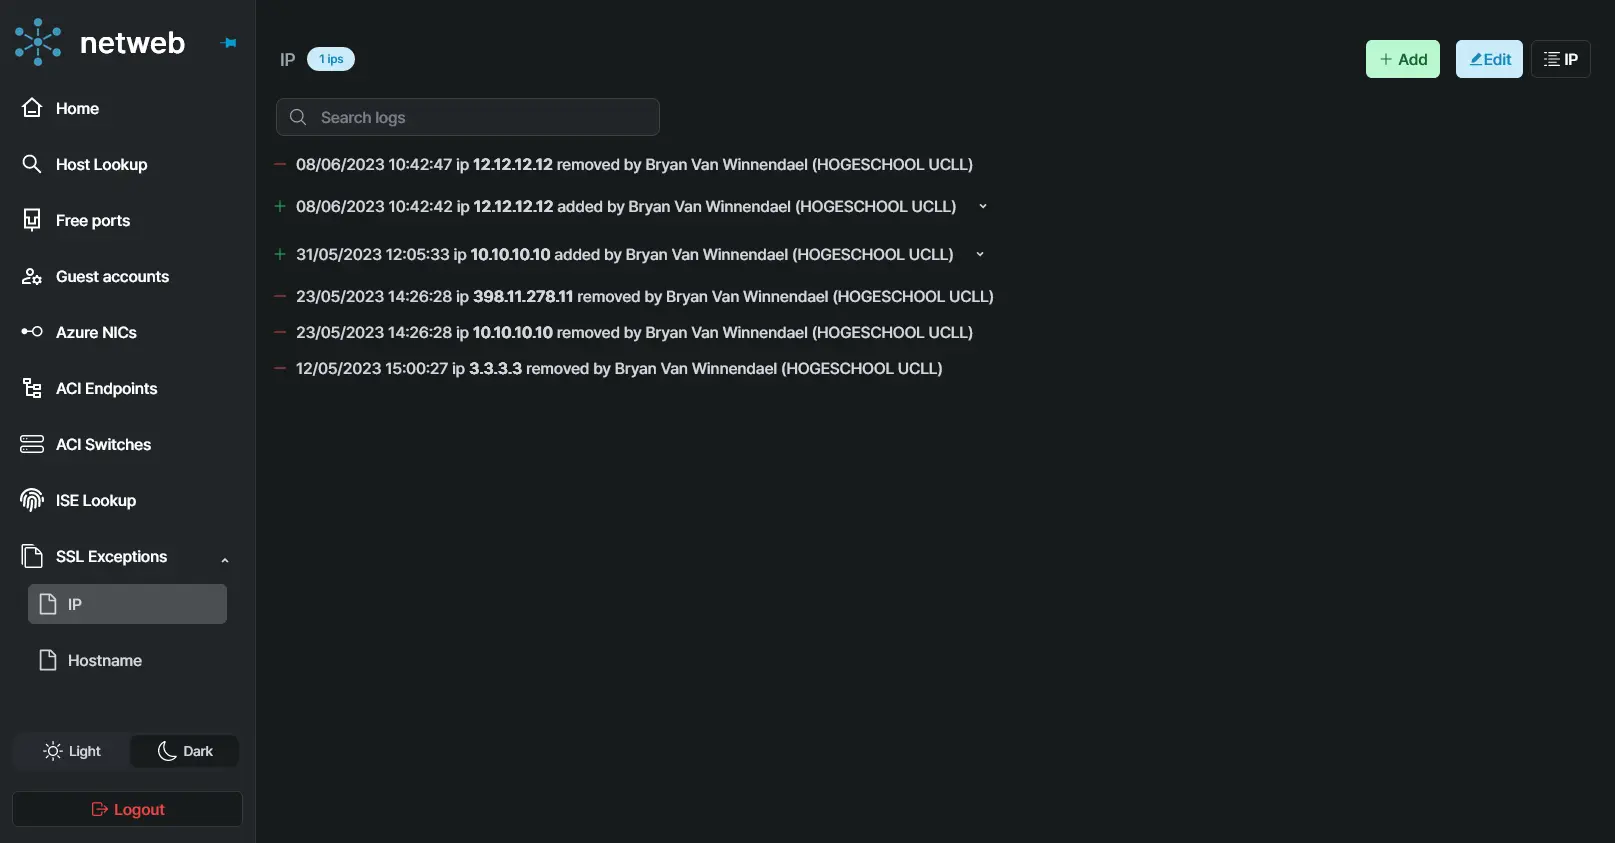 netweb
Home
Host Lookup
Free ports
Guest accounts
Azure NICs
ACI Endpoints
ACI Switches
ISE Lookup
SSL Exceptions
IP
Hostname
Light
Dark
Logout
IP
1 ips
Add
Edit
IP
Search logs
08/06/2023 10:42:47 ip 12.12.12.12 removed by Bryan Van Winnendael (HOGESCHOOL UCLL)
08/06/2023 10:42:42 ip 12.12.12.12 added by Bryan Van Winnendael (HOGESCHOOL UCLL)
31/05/2023 12:05:33 ip 10.10.10.10 added by Bryan Van Winnendael (HOGESCHOOL UCLL)
23/05/2023 14:26:28 ip 398.11.278.11 removed by Bryan Van Winnendael (HOGESCHOOL UCLL)
23/05/2023 14:26:28 ip 10.10.10.10 removed by Bryan Van Winnendael (HOGESCHOOL UCLL)
12/05/2023 15:00:27 ip 3.3.3.3 removed by Bryan Van Winnendael (HOGESCHOOL UCLL)